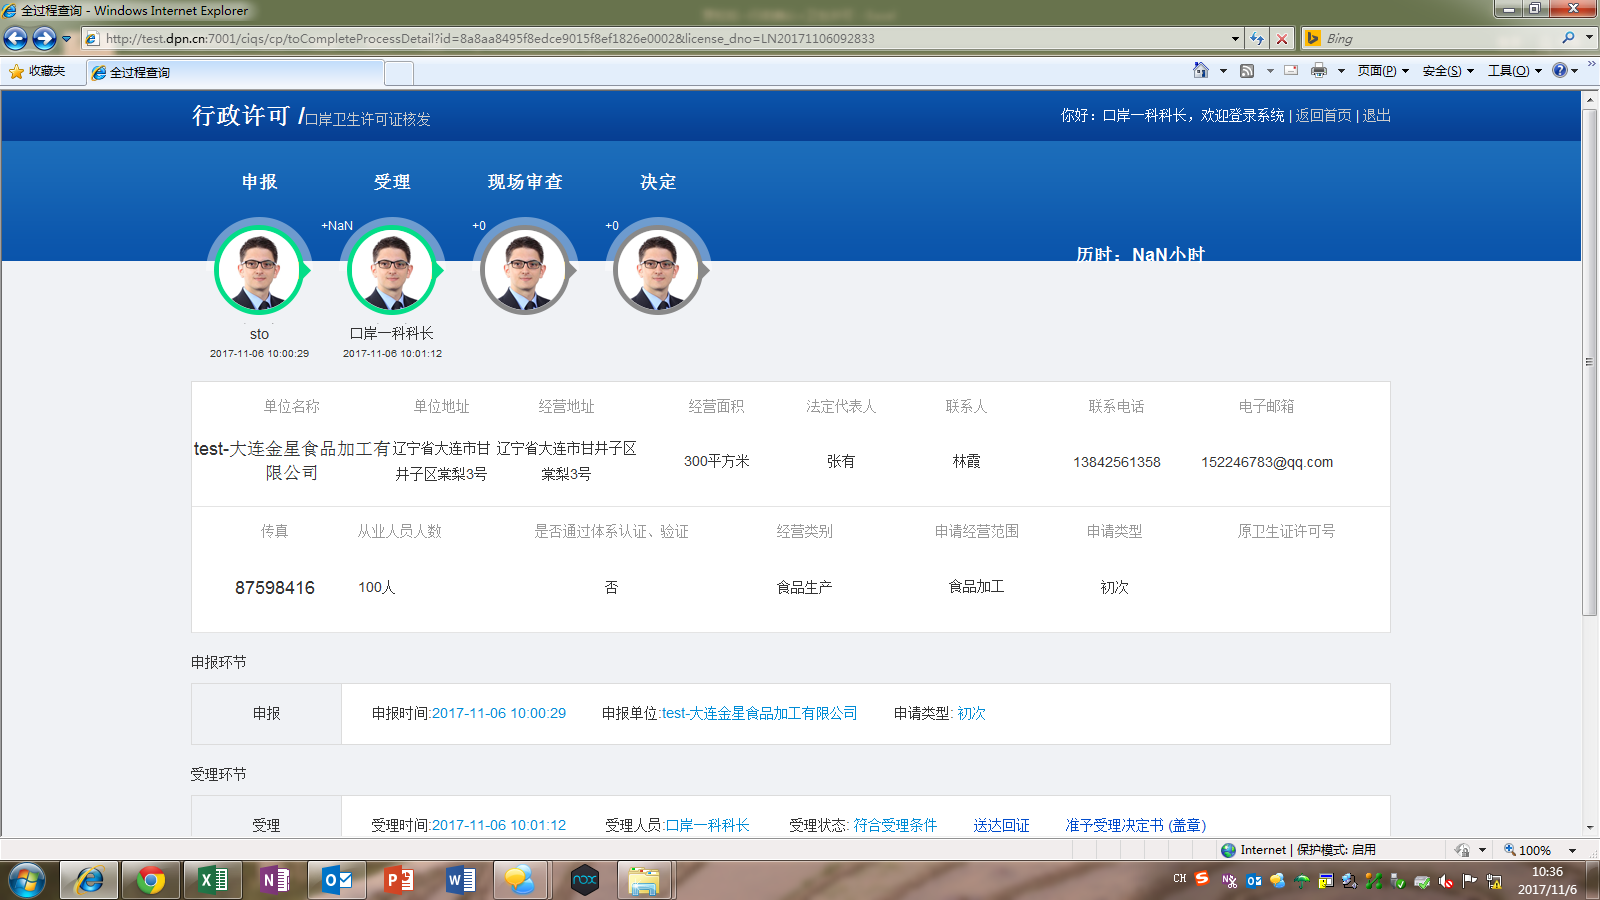 全过程查询 - Windows Internet Explorer
http://test.dpn.cn:7001/ciqs/cp/toCompleteProcessDetail?id=8a8aa8495f8edce9015f8ef1826e0002&license_dno=LN20171106092833
Bing
收藏夹
全过程查询
页面(P)
安全(S)
工具(O)
行政许可 /口岸卫生许可证核发
你好：口岸一科科长，欢迎登录系统 | 返回首页 | 退出
申报
受理
现场审查
决定
+NaN
+0
+0
历时：NaN小时
sto
口岸一科科长
2017-11-06 10:00:29
2017-11-06 10:01:12
单位名称
单位地址
经营地址
经营面积
法定代表人
联系人
联系电话
电子邮箱
test-大连金星食品加工有
限公司
辽宁省大连市甘
井子区棠梨3号
辽宁省大连市甘井子区
棠梨3号
300平方米
张有
林霞
13842561358
152246783@qq.com
传真
从业人员人数
是否通过体系认证、验证
经营类别
申请经营范围
申请类型
原卫生证许可号
87598416
100人
否
食品生产
食品加工
初次
申报环节
申报
申报时间:2017-11-06 10:00:29
申报单位:test-大连金星食品加工有限公司
申请类型: 初次
受理环节
受理
受理时间:2017-11-06 10:01:12
受理人员:口岸一科科长
受理状态: 符合受理条件
送达回证
准予受理决定书 (盖章)
Internet | 保护模式: 启用
100%
CH
10:36
2017/11/6